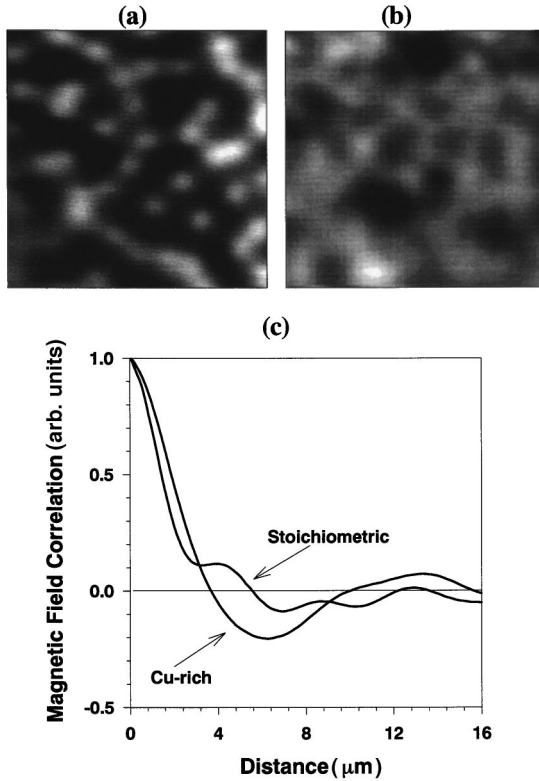 (a)
(b)
(c)
Magnetic Field Correlation (arb. units)
1.0
0.5
0.0
-0.5
Stoichiometric
Cu-rich
0
4
8
12
16
Distance (μm)